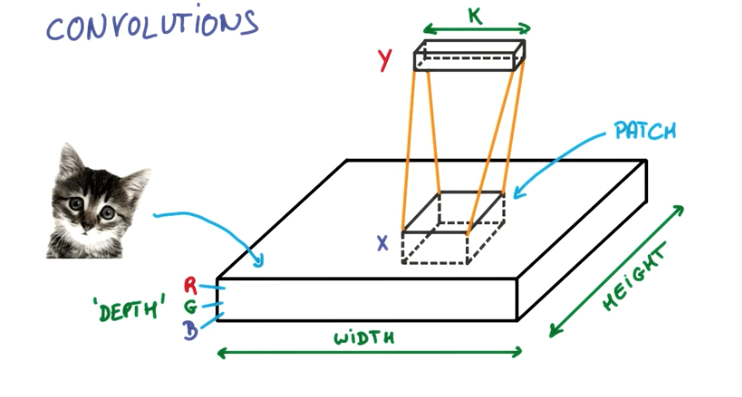 CONVOLUTIONS
K
Y
PATCH
X
R
'DEPTH' G
B
HEIGHT
WIDTH